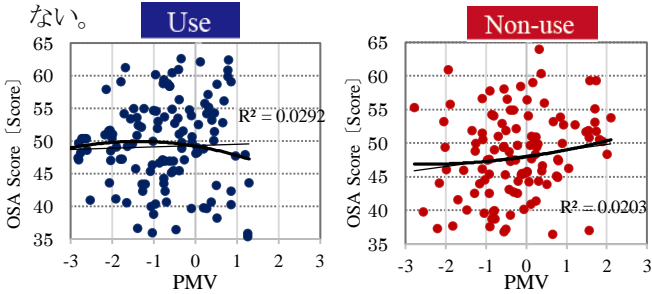 ない。
Use
Non-use
65
60
55
50
45
40
35
OSA Score [Score]
R² = 0.0292
-3 -2 -1 0 1 2 3
PMV
65
60
55
50
45
40
35
OSA Score [Score]
R² = 0.0203
-3 -2 -1 0 1 2 3
PMV